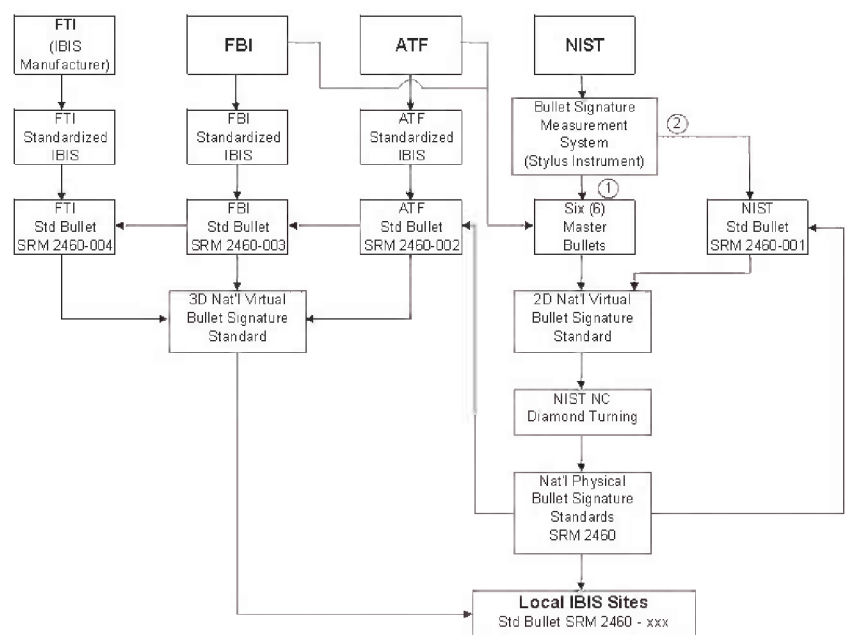 FTI
(IBIS
Manufacturer)
FBI
ATF
NIST
FTI
Standardized
IBIS
FBI
Standardized
IBIS
ATF
Standardized
IBIS
Bullet Signature
Measurement
System
(Stylus Instrument)
2
1
FTI
Std Bullet
SRM 2460-004
FBI
Std Bullet
SRM 2460-003
ATF
Std Bullet
SRM 2460-002
Six (6)
Master
Bullets
NIST
Std Bullet
SRM 2460-001
3D Nat'l Virtual
Bullet Signature
Standard
2D Nat'l Virtual
Bullet Signature
Standard
NIST NC
Diamond Turning
Nat'l Physical
Bullet Signature
Standards
SRM 2460
Local IBIS Sites
Std Bullet SRM 2460 - xxx